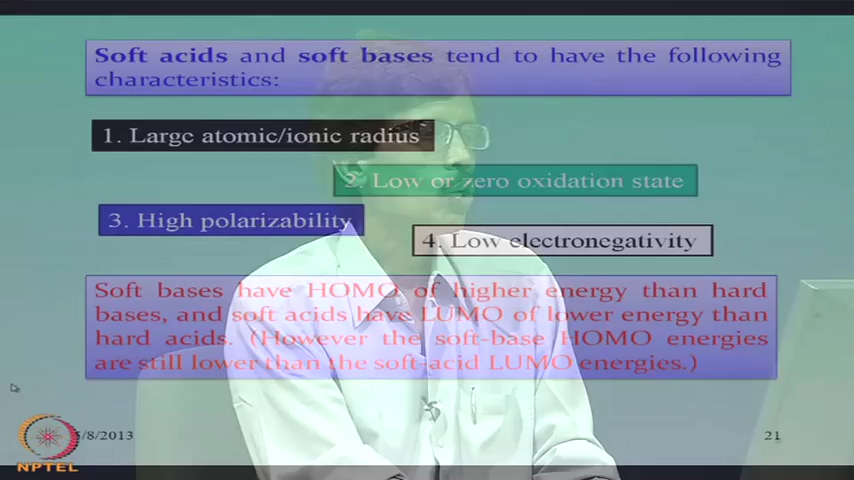 Soft acids and soft bases tend to have the following
characteristics:
1. Large atomic/ionic radius
2. Low or zero oxidation state
3. High polarizability
4. Low electronegativity
Soft bases have HOMO of higher energy than hard
bases, and soft acids have LUMO of lower energy than
hard acids. (However the soft-base HOMO energies
are still lower than the soft-acid LUMO energies.)
5/8/2013
21
NPTEL